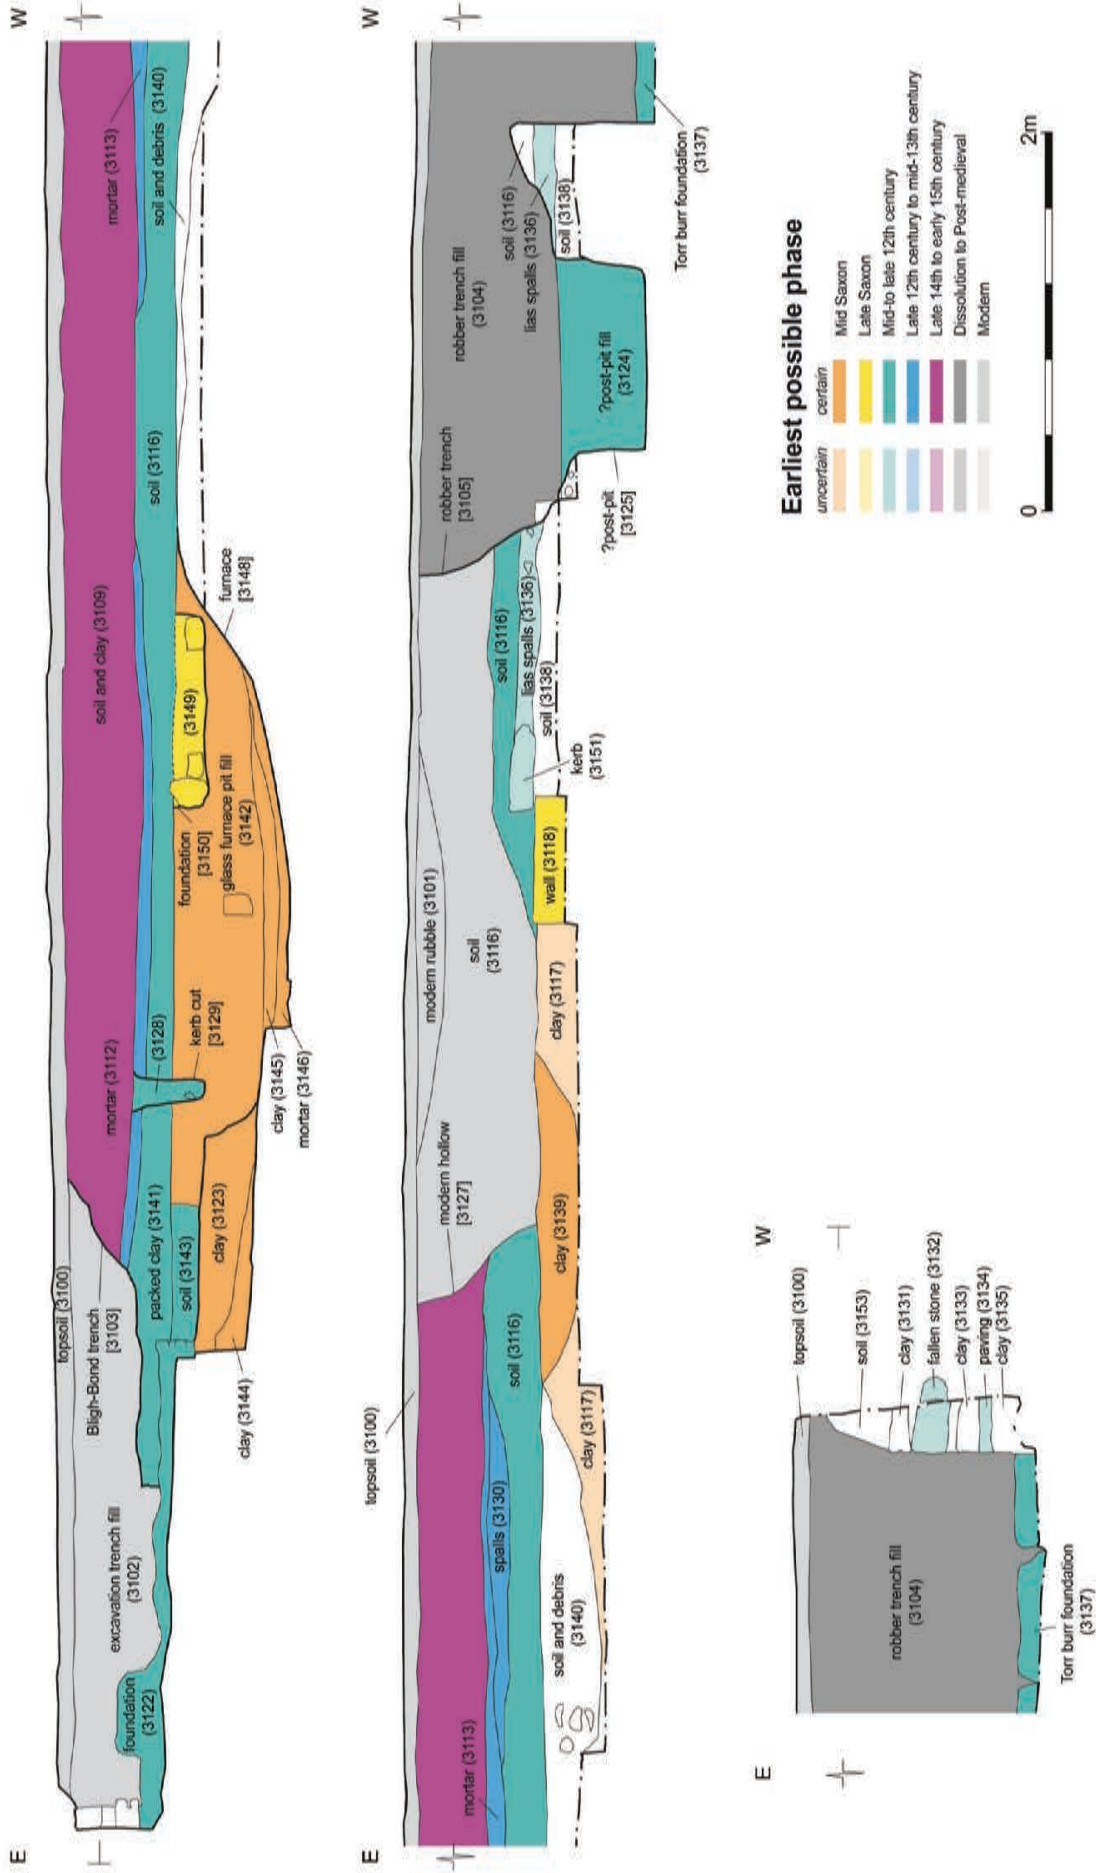 E
W
topsoil (3100)
Bligh-Bond trench
[3103]
excavation trench fill
(3102)
foundation
(3122)
packed clay (3141)
soil (3143)
clay (3123)
clay (3144)
mortar (3112)
(3128)
kerb cut
[3129]
clay (3145)
mortar (3146)
soil and clay (3109)
foundation
[3150]
(3149)
glass furnace pit fill
(3142)
furnace
[3148]
soil (3116)
mortar (3113)
soil and debris (3140)
E
W
topsoil (3100)
mortar (3113)
spalls (3130)
soil (3116)
soil and debris
(3140)
clay (3117)
modern hollow
[3127]
clay (3139)
modern rubble (3101)
soil
(3116)
clay (3117)
wall (3118)
kerb
(3151)
soil (3116)
lias spalls (3136)
soil (3138)
robber trench
[3105]
robber trench fill
(3104)
?post-pit
[3125]
?post-pit fill
(3124)
soil (3116)
lias spalls (3136)
soil (3138)
Torr burr foundation
(3137)
E
W
topsoil (3100)
soil (3153)
clay (3131)
fallen stone (3132)
clay (3133)
paving (3134)
clay (3135)
robber trench fill
(3104)
Torr burr foundation
(3137)
Earliest possible phase
uncertain certain
Mid Saxon
Late Saxon
Mid-to late 12th century
Late 12th century to mid-13th century
Late 14th to early 15th century
Dissolution to Post-medieval
Modern
0 2m